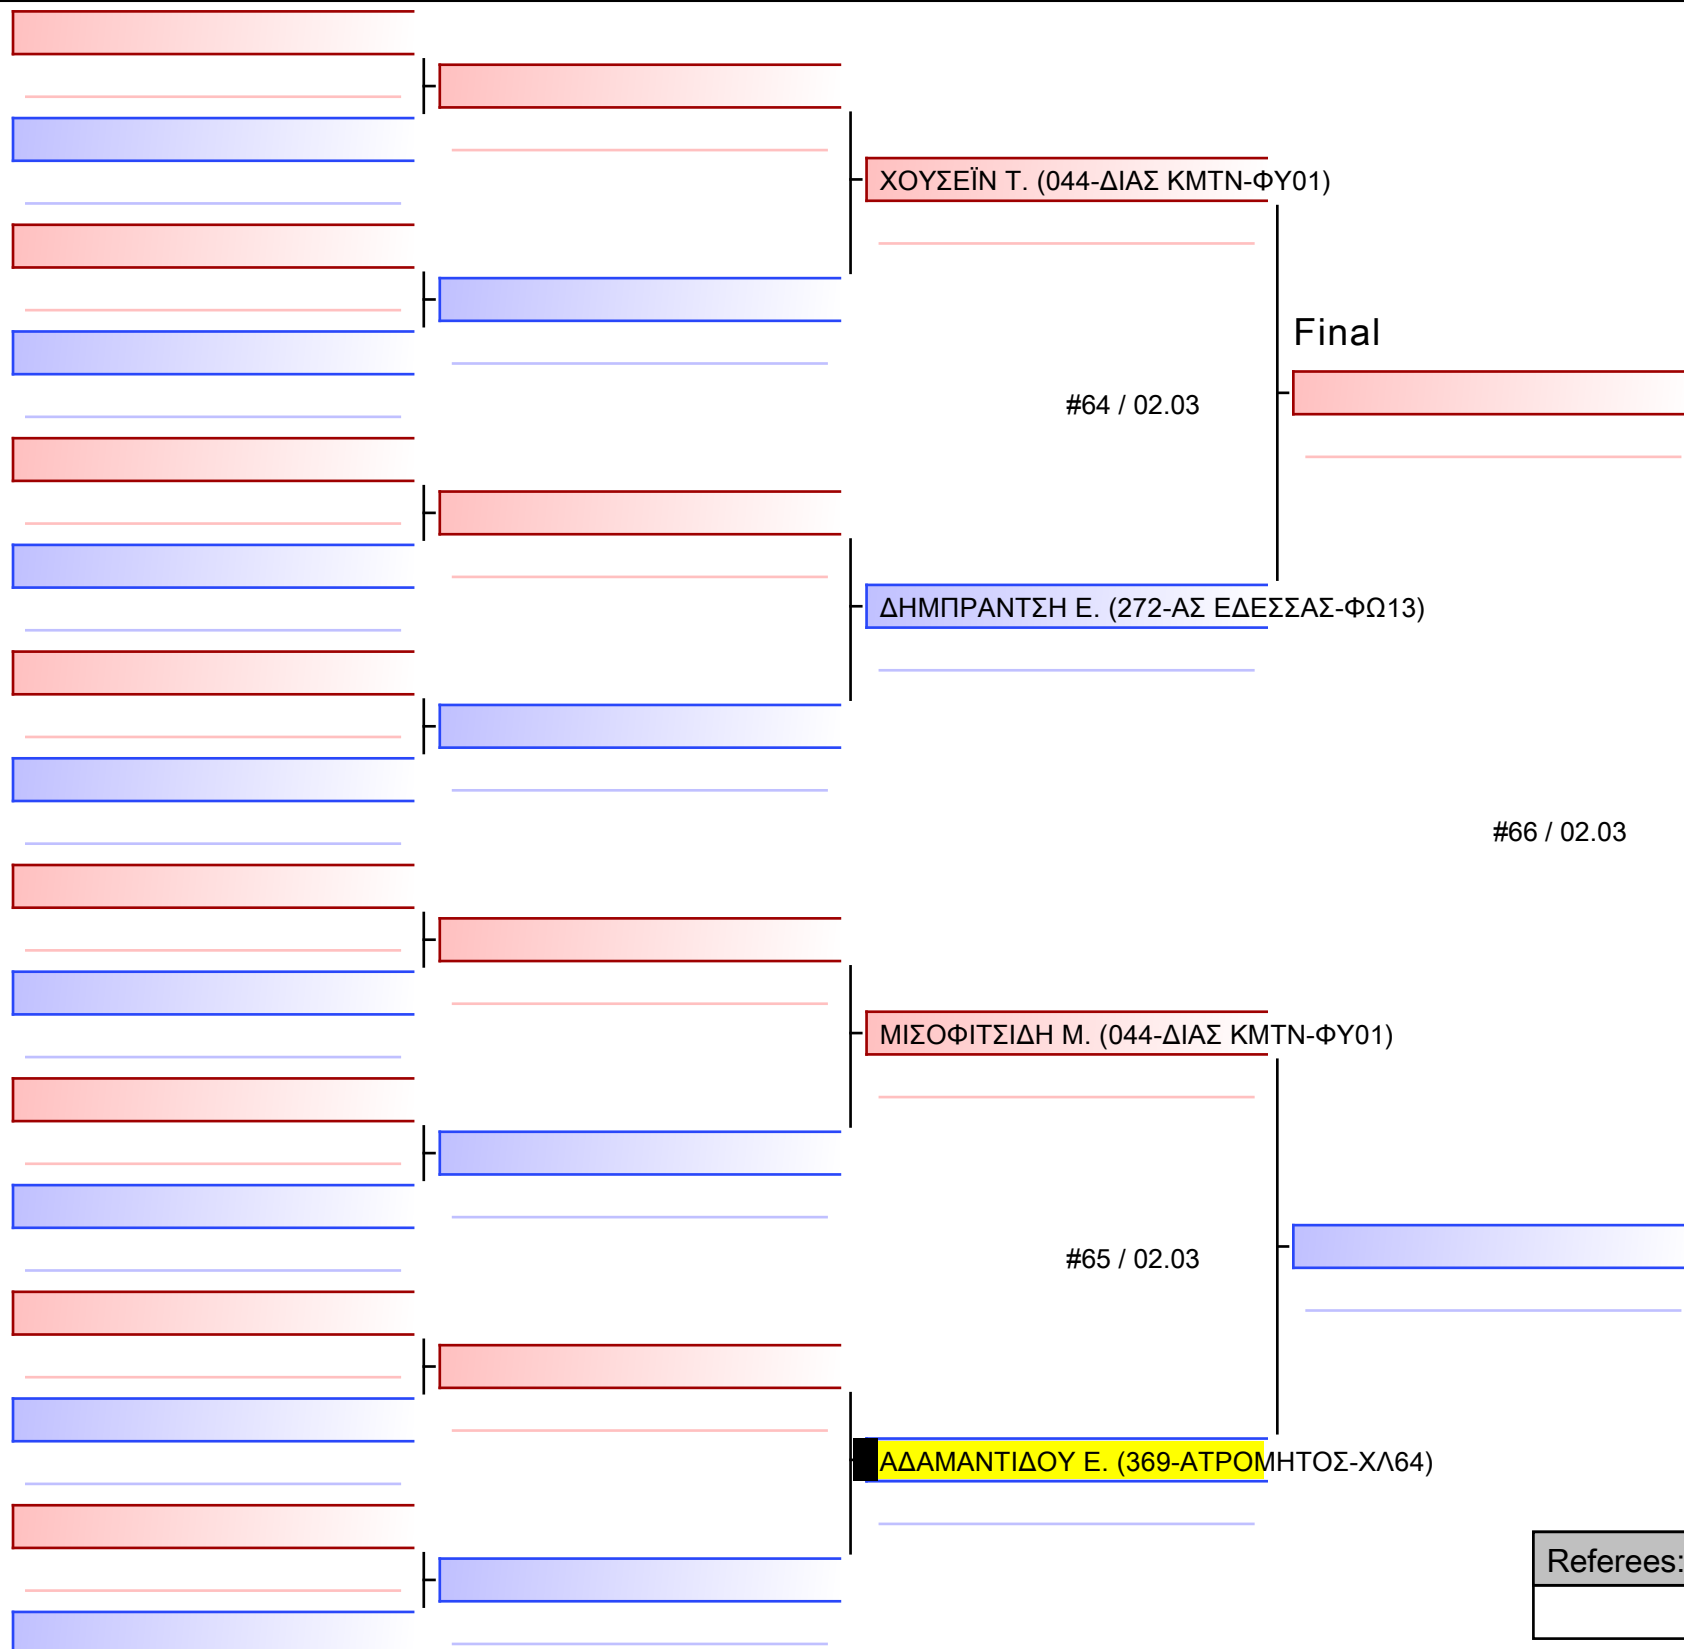 ΧΟΥΣΕΪΝ Τ. (044-ΔΙΑΣ ΚΜΤΝ-ΦΥ01)
Final
#64 / 02.03
ΔΗΜΠΡΑΝΤΣΗ Ε. (272-ΑΣ ΕΔΕΣΣΑΣ-ΦΩ13)
#66 / 02.03
ΜΙΣΟΦΙΤΣΙΔΗ Μ. (044-ΔΙΑΣ ΚΜΤΝ-ΦΥ01)
#65 / 02.03
ΑΔΑΜΑΝΤΙΔΟΥ Ε. (369-ΑΤΡΟΜΗΤΟΣ-ΧΛ64)
Referees: